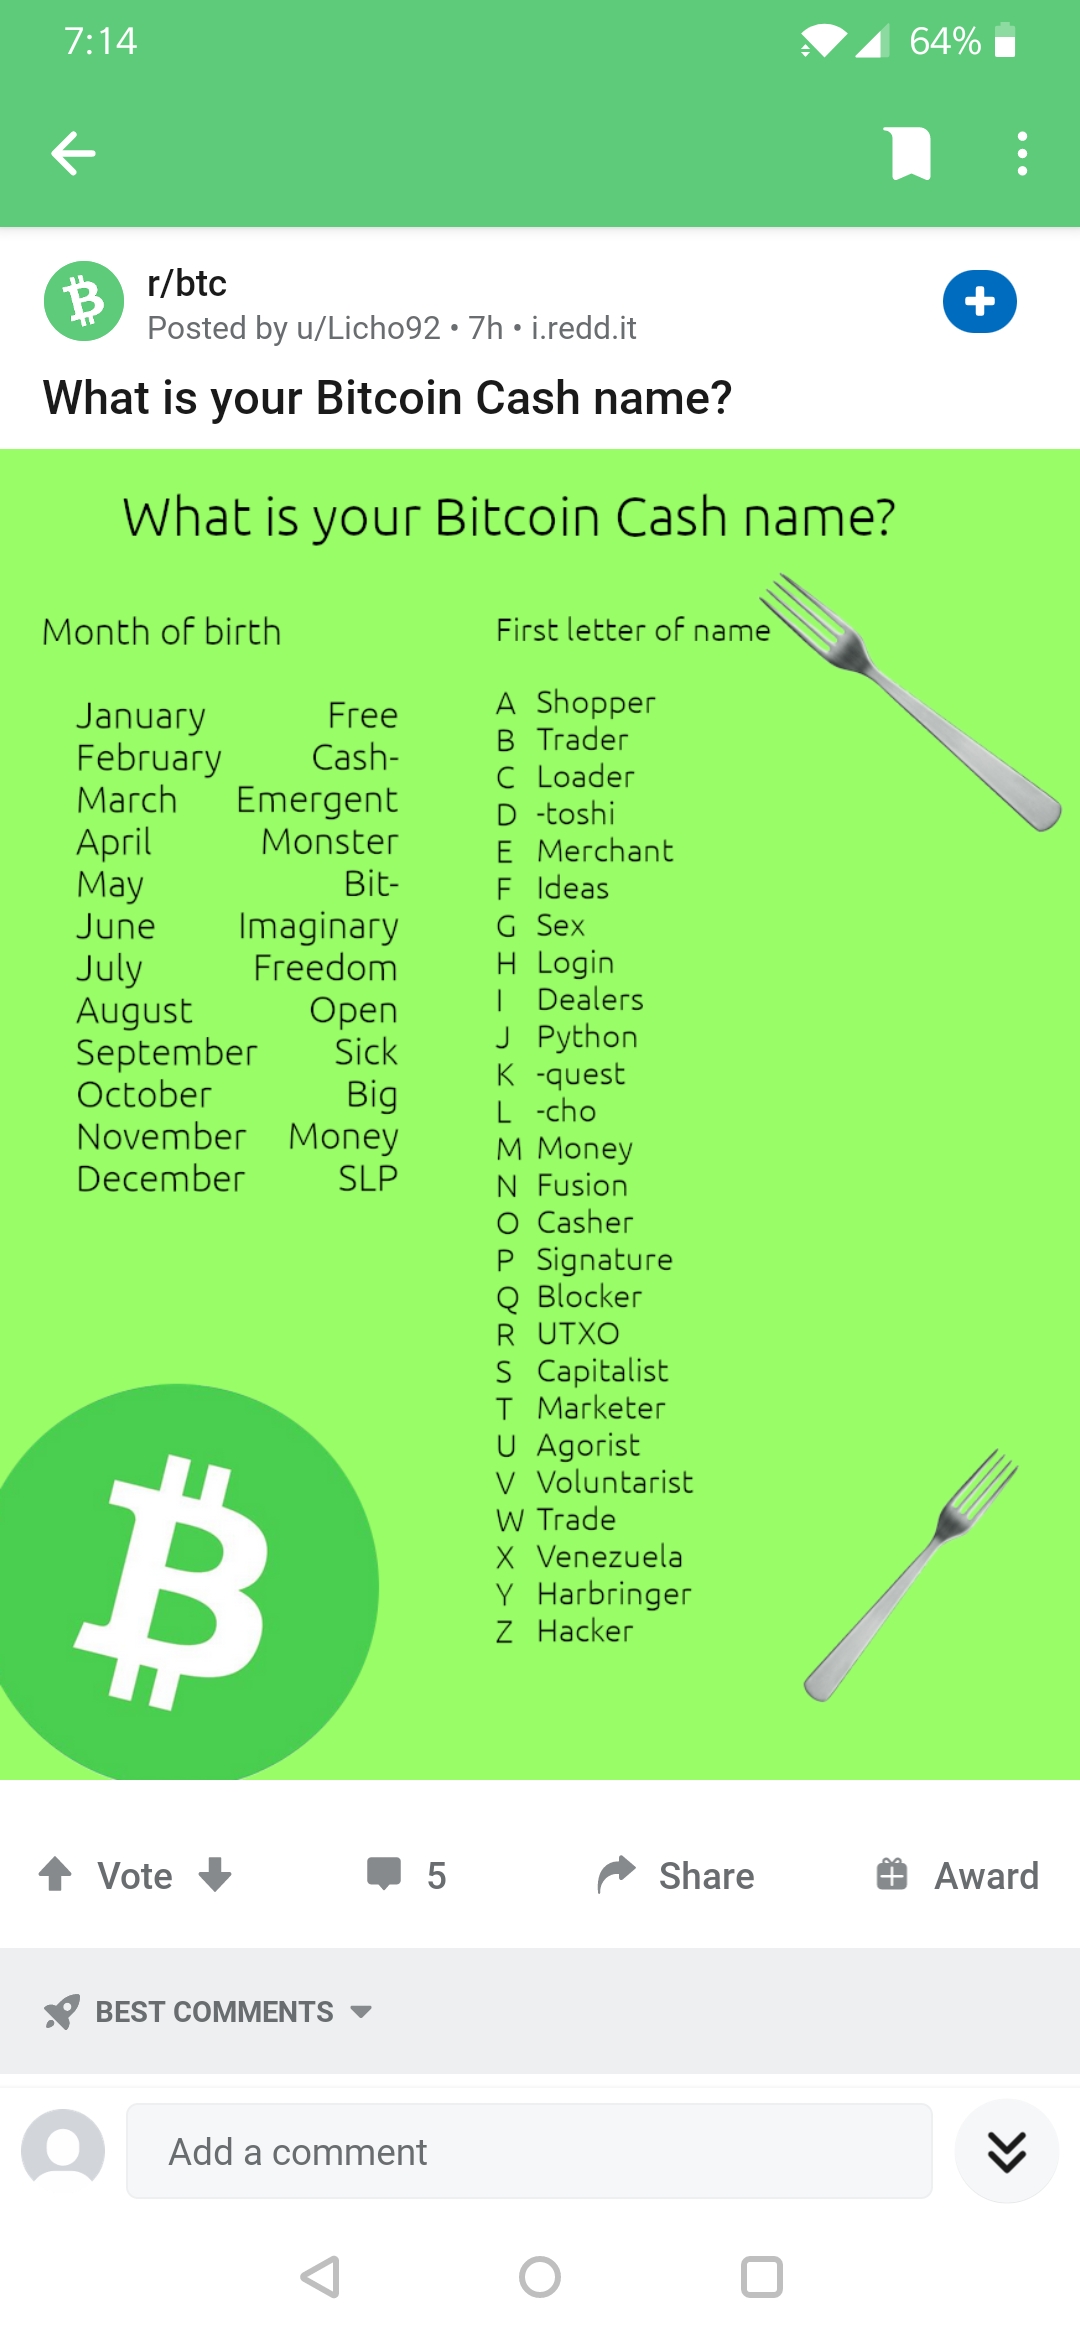 7:14
64%
r/btc
Posted by u/Licho92 • 7h • i.redd.it
What is your Bitcoin Cash name?
What is your Bitcoin Cash name?
Month of birth
January Free
February Cash-
March Emergent
April Monster
May Bit-
June Imaginary
July Freedom
August Open
September Sick
October Big
November Money
December SLP
First letter of name
A Shopper
B Trader
C Loader
D -toshi
E Merchant
F Ideas
G Sex
H Login
I Dealers
J Python
K -quest
L -cho
M Money
N Fusion
O Casher
P Signature
Q Blocker
R UTXO
S Capitalist
T Marketer
U Agorist
V Voluntarist
W Trade
X Venezuela
Y Harbringer
Z Hacker
Vote 5 Share Award
BEST COMMENTS
Add a comment